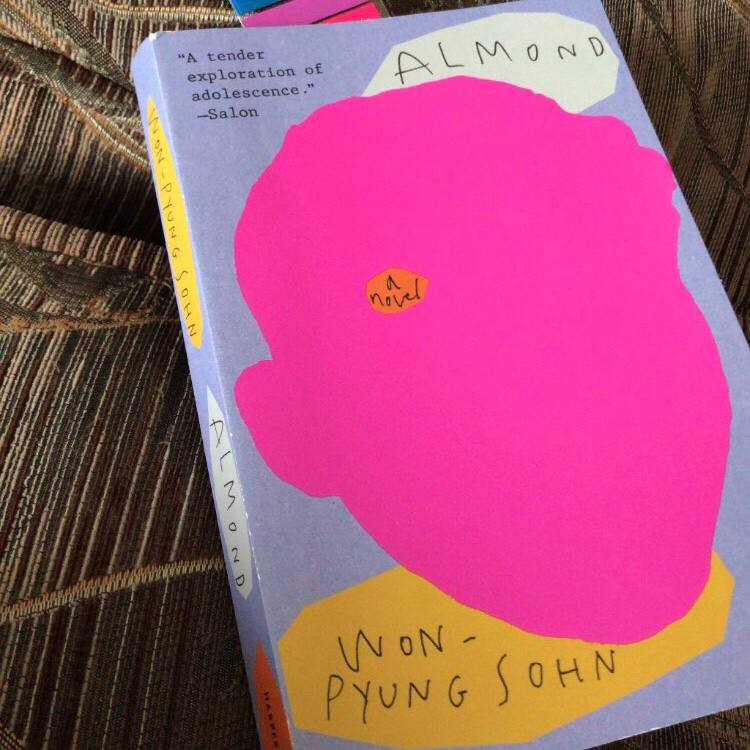 "A tender
exploration of
adolescence."
—Salon
ALMOND
a
novel
WON-
PYUNG SOHN
WON-PYUNG SOHN
ALMOND